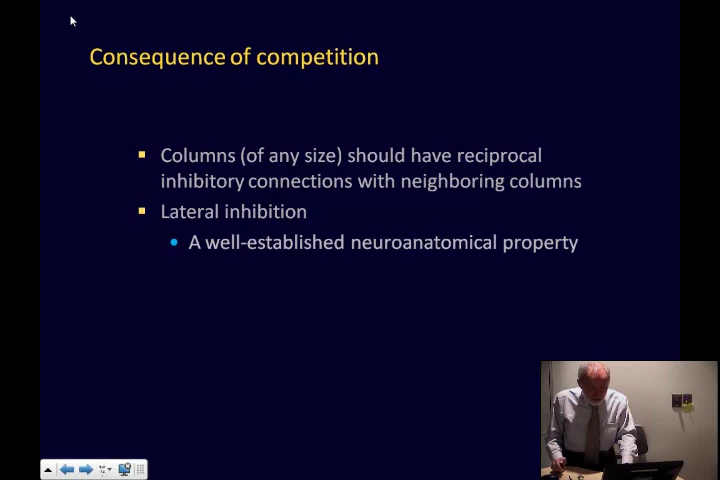 Consequence of competition
Columns (of any size) should have reciprocal
inhibitory connections with neighboring columns
Lateral inhibition
A well-established neuroanatomical property